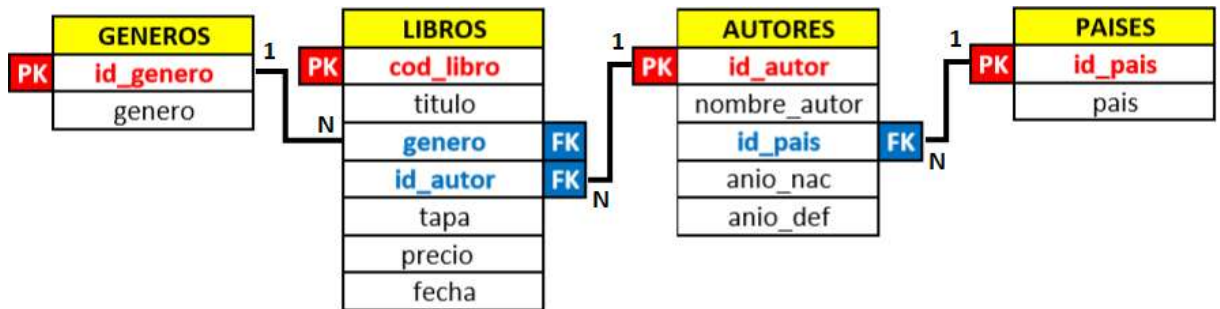 GENEROS
PK id_genero 1
genero
N
LIBROS
PK cod_libro
titulo
genero FK
id_autor FK N
tapa
precio
fecha
AUTORES
1 PK id_autor
nombre_autor
id_pais FK N
anio_nac
anio_def
PAISES
1 PK id_pais
pais